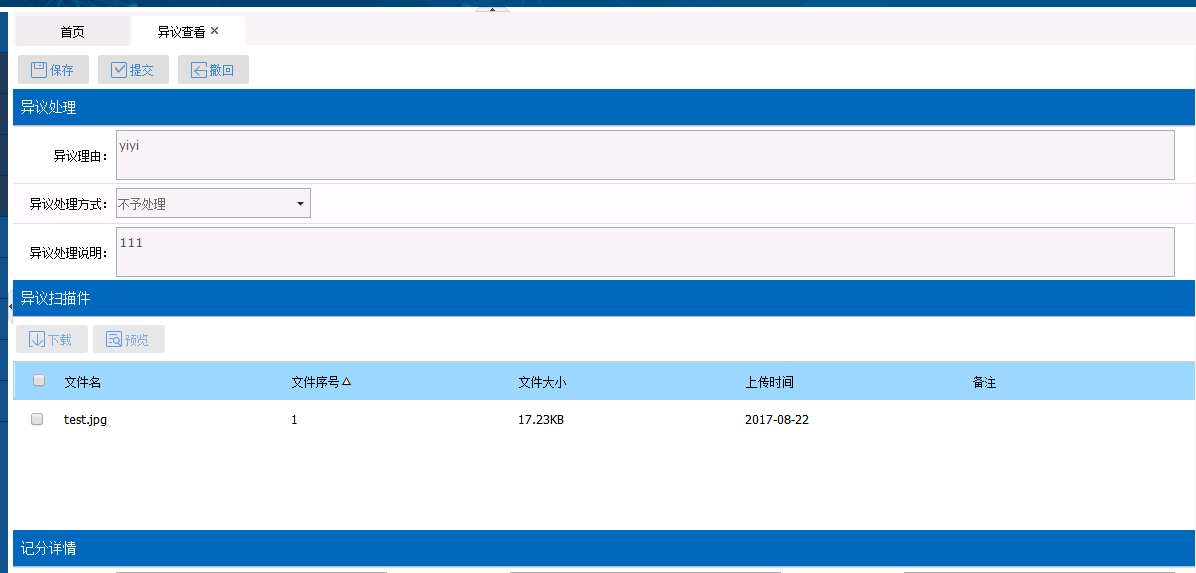 首页 异议查看 ×
保存 提交 撤回
异议处理
异议理由： yiyi
异议处理方式： 不予处理
异议处理说明： 111
异议扫描件
下载 预览
文件名 文件序号 文件大小 上传时间 备注
test.jpg 1 17.23KB 2017-08-22
记分详情